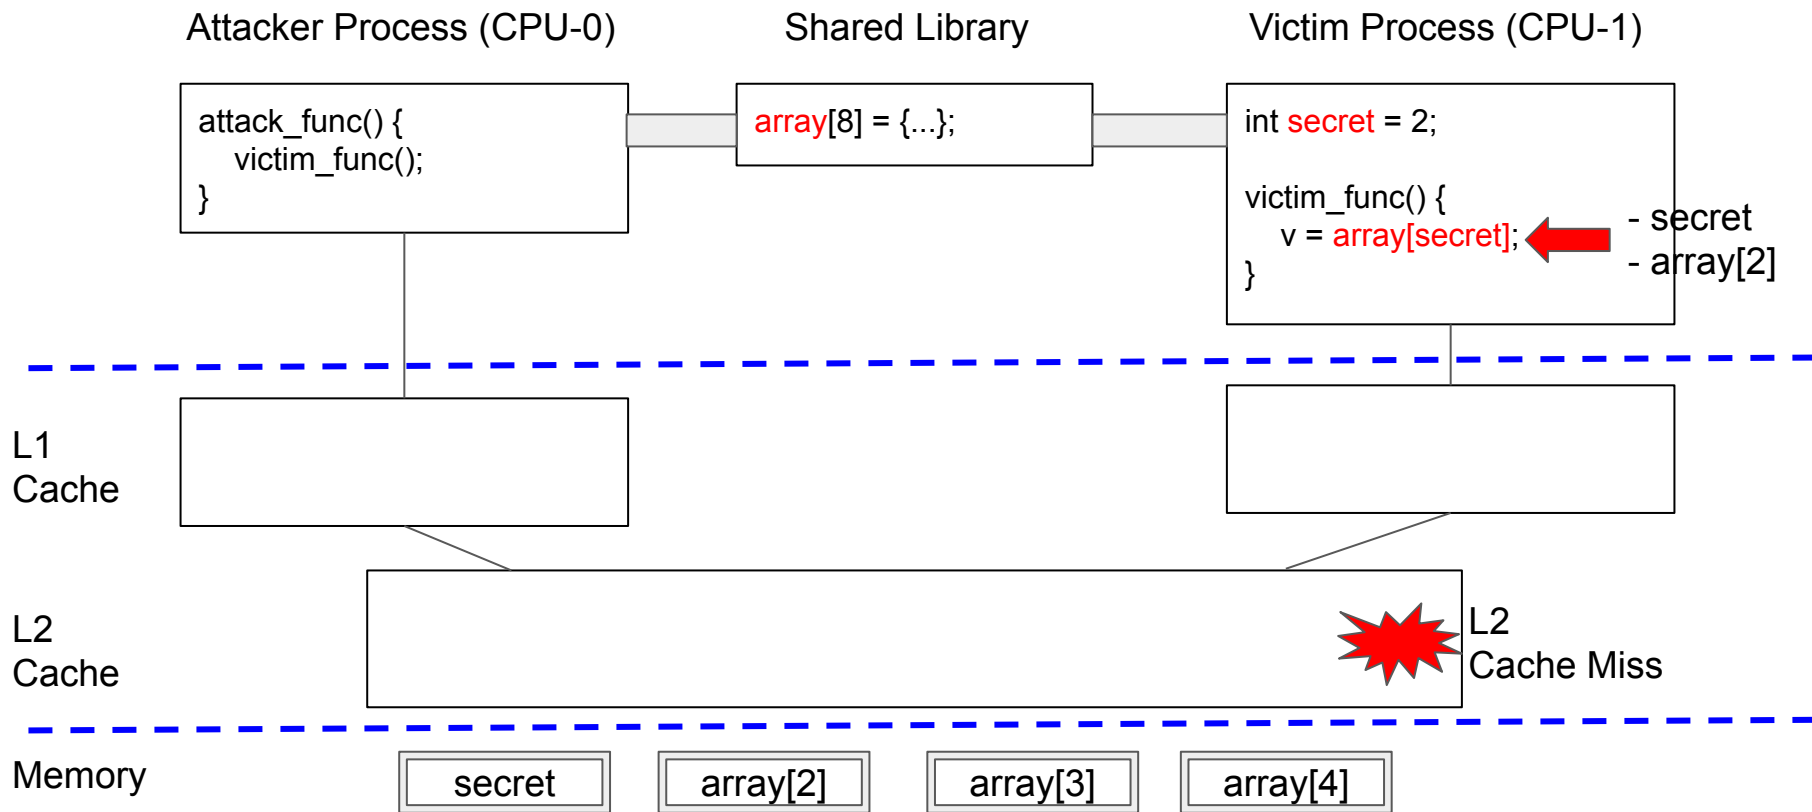 Attacker Process (CPU-0)
Shared Library
Victim Process (CPU-1)
attack_func() {
victim_func();
}
array[8] = {...};
int secret = 2;
victim_func() {
v = array[secret];
}
- secret
- array[2]
L1
Cache
L2
Cache
L2
Cache Miss
Memory
secret
array[2]
array[3]
array[4]